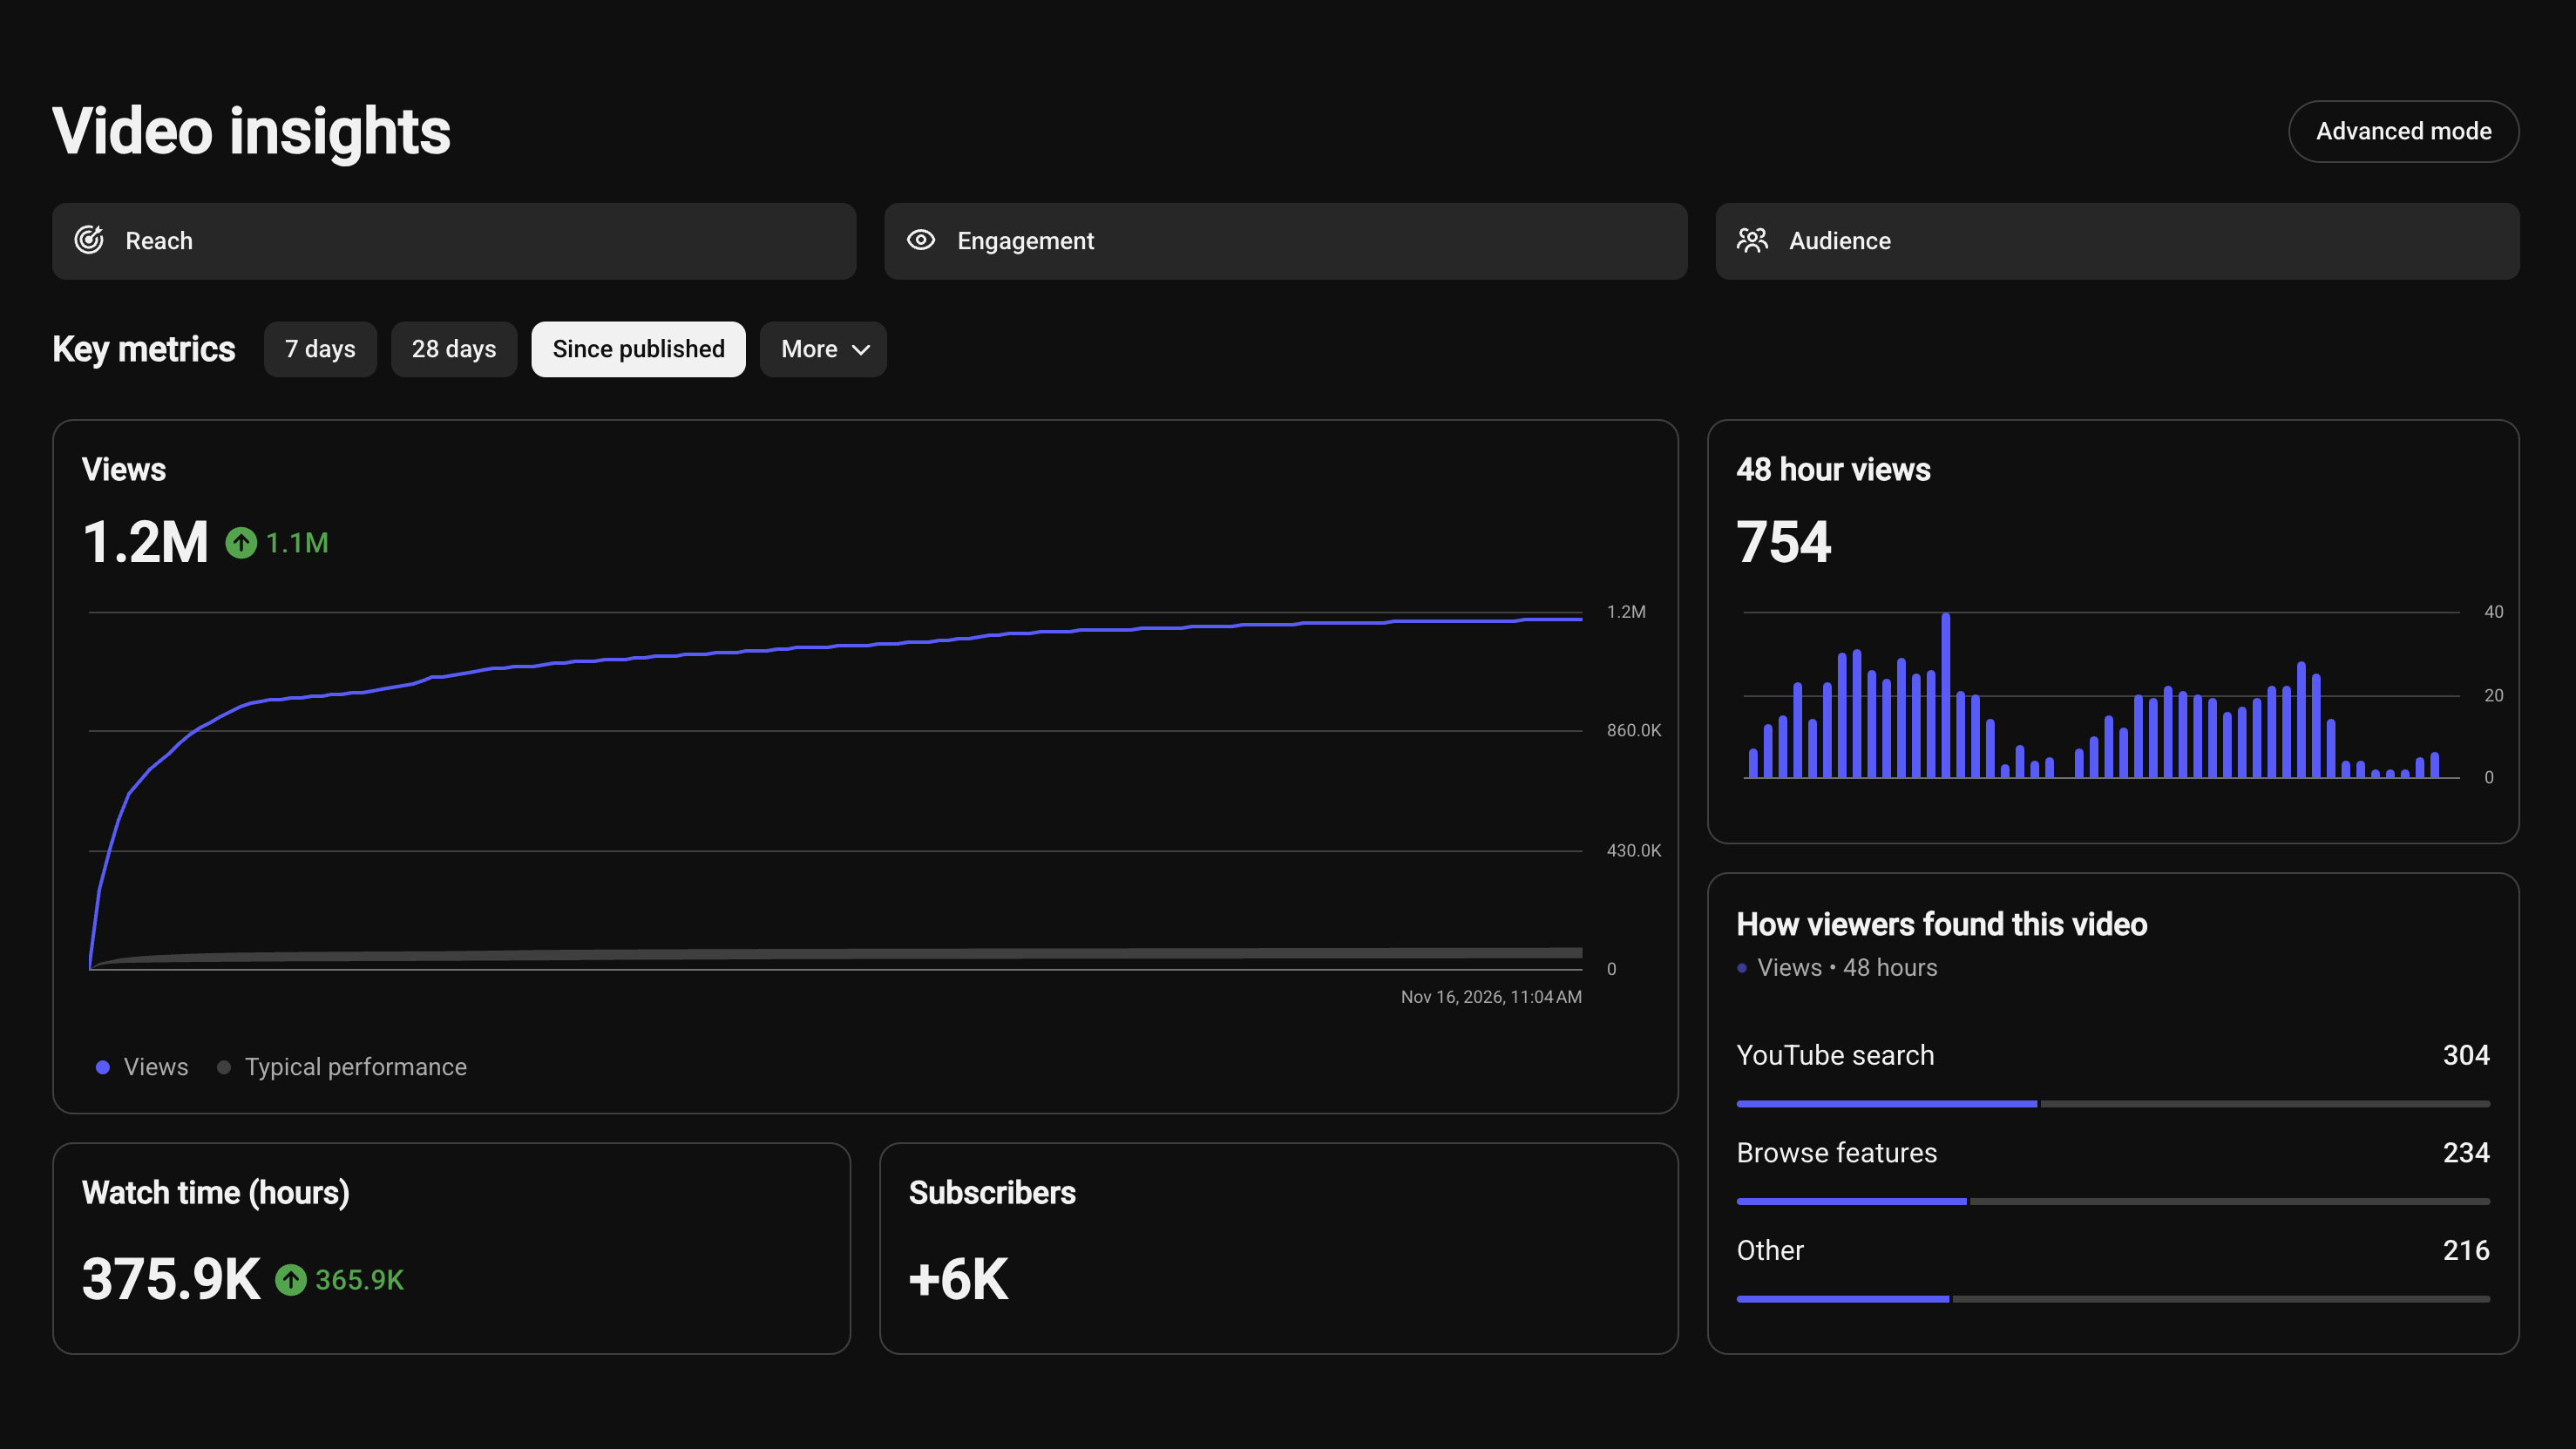 Video insights
Advanced mode
Reach
Engagement
Audience
Key metrics
7 days
28 days
Since published
More
Views
1.2M
1.1M
1.2M
860.0K
430.0K
0
Nov 16, 2026, 11:04 AM
Views
Typical performance
48 hour views
754
40
20
0
How viewers found this video
Views • 48 hours
YouTube search
304
Browse features
234
Other
216
Watch time (hours)
375.9K
365.9K
Subscribers
+6K